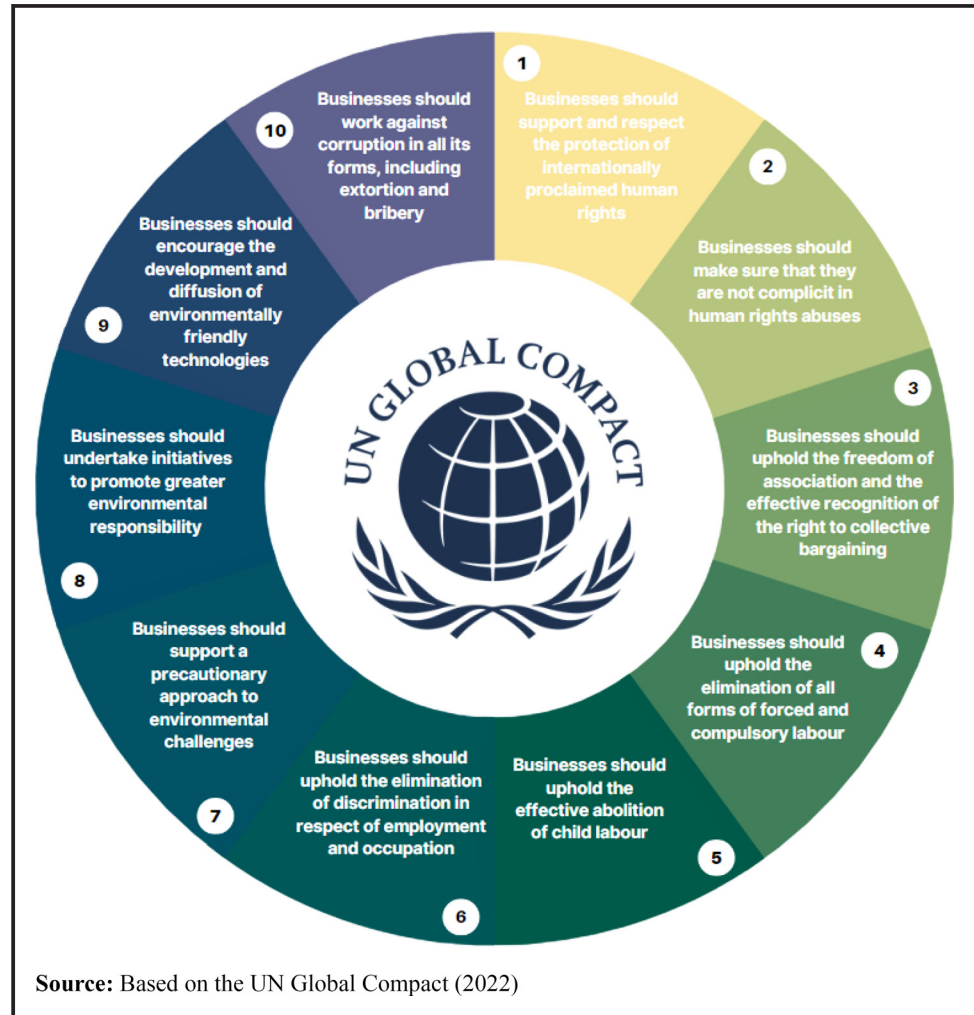 1
Businesses should
support and respect
the protection of
internationally
proclaimed human
rights
2
Businesses should
make sure that they
are not complicit in
human rights abuses
3
Businesses should
uphold the freedom of
association and the
effective recognition of
the right to collective
bargaining
4
Businesses should
uphold the
elimination of all
forms of forced and
compulsory labour
5
Businesses should
uphold the
effective abolition
of child labour
6
Businesses should
uphold the elimination
of discrimination in
respect of employment
and occupation
7
Businesses should
support a
precautionary
approach to
environmental
challenges
8
Businesses should
undertake initiatives
to promote greater
environmental
responsibility
9
Businesses should
encourage the
development and
diffusion of
environmentally
friendly
technologies
10
Businesses should
work against
corruption in all its
forms, including
extortion and
bribery
UN GLOBAL COMPACT
Source: Based on the UN Global Compact (2022)